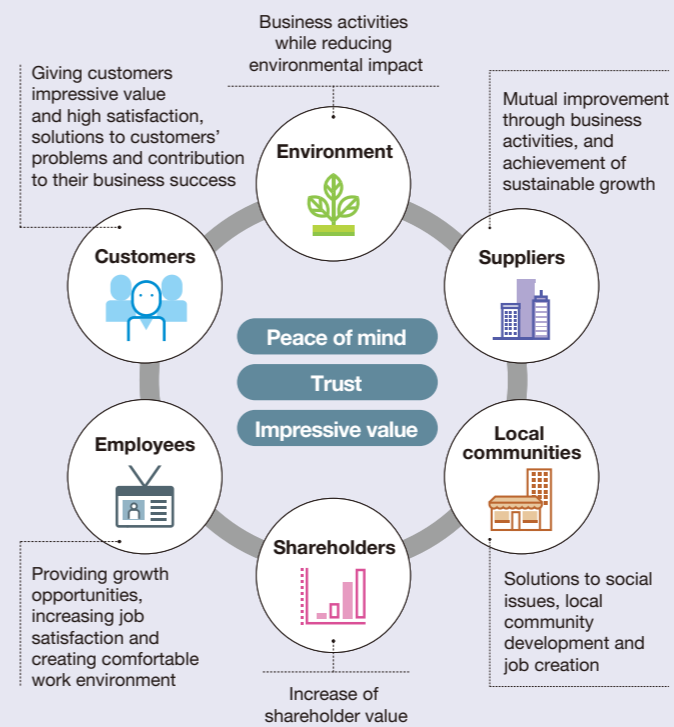 Business activities
while reducing
environmental impact
Giving customers
impressive value
and high satisfaction,
solutions to customers’
problems and contribution
to their business success
Mutual improvement
through business
activities, and
achievement of
sustainable growth
Environment
Customers
Suppliers
Peace of mind
Trust
Impressive value
Employees
Local
communities
Shareholders
Providing growth
opportunities,
increasing job
satisfaction and
creating comfortable
work environment
Solutions to social
issues, local
community
development and
job creation
Increase of
shareholder value